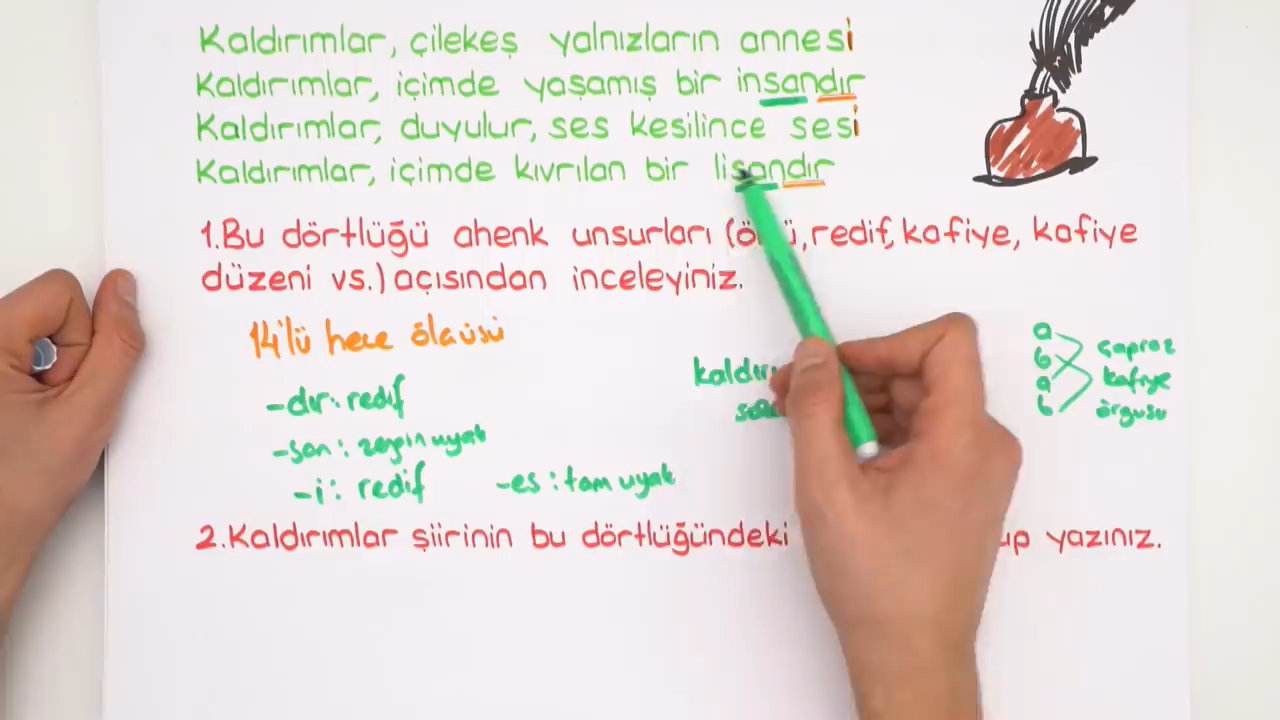 Kaldırımlar, çilekeş yalnızların annesi
Kaldırımlar, içimde yaşamış bir insandır
Kaldırımlar, duyulur, ses kesilince sesi
Kaldırımlar, içimde kıvrılan bir lisandır
1.Bu dörtlüğü ahenk unsurları redif, kafiye, kafiye
düzeni vs.) açısından inceleyiniz.
14'lü hece ölçüsü
-dır: redif
-san: zengin uyak
-i: redif -es: tam uyak
a
b
a
b
çapraz
kafiye
örgüsü
2.Kaldırımlar şiirinin bu dörtlüğündeki yazınız.